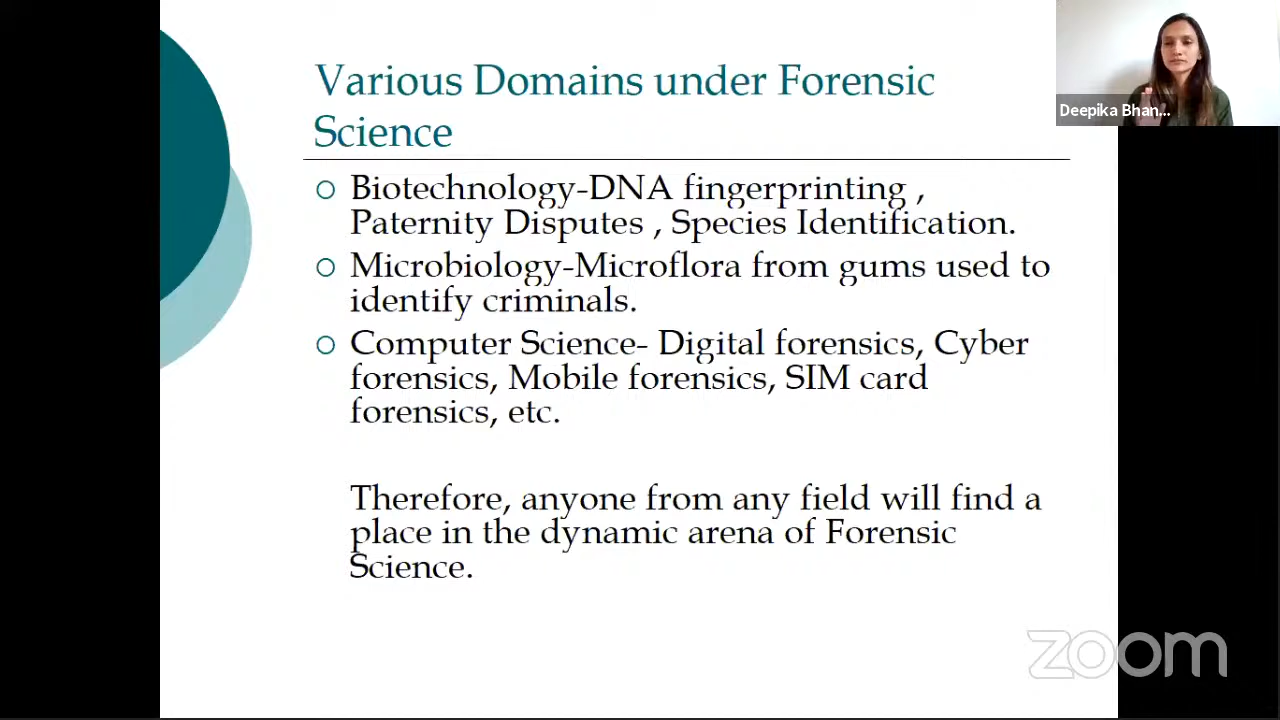 Various Domains under Forensic
Science
Biotechnology-DNA fingerprinting ,
Paternity Disputes , Species Identification.
Microbiology-Microflora from gums used to
identify criminals.
Computer Science- Digital forensics, Cyber
forensics, Mobile forensics, SIM card
forensics, etc.
Therefore, anyone from any field will find a
place in the dynamic arena of Forensic
Science.
Deepika Bhan...
zoom